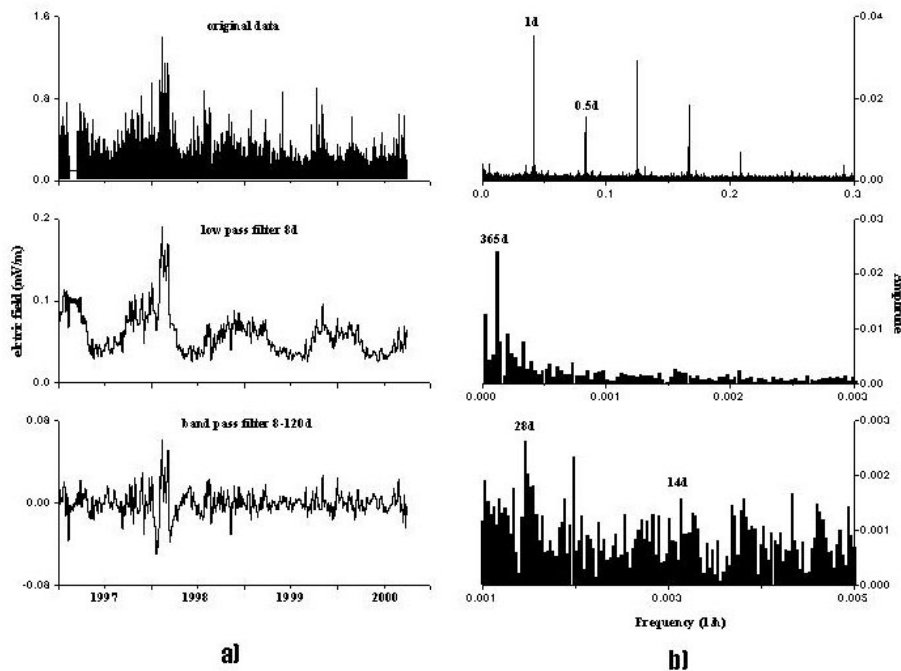 1.6
original data
0.8
0.0
0.2
low pass filter 8d
0.1
0.0
eletric field (mV/m)
0.08
band pass filter 8-120d
0.00
-0.08
1997 1998 1999 2000
a)
1d
0.5d
0.04
0.02
0.00
0.0 0.1 0.2 0.3
365d
0.03
0.02
0.01
0.00
0.000 0.001 0.002 0.003
28d
14d
0.003
0.002
0.001
0.000
0.001 0.003 0.005
Frequency (1/h)
b)